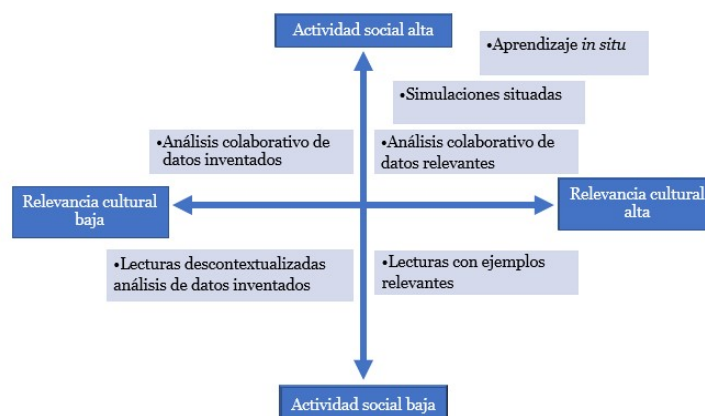 Actividad social alta
•Aprendizaje in situ
•Simulaciones situadas
•Análisis colaborativo de
datos inventados
•Análisis colaborativo de
datos relevantes
Relevancia cultural
baja
Relevancia cultural
alta
•Lecturas descontextualizadas
análisis de datos inventados
•Lecturas con ejemplos
relevantes
Actividad social baja